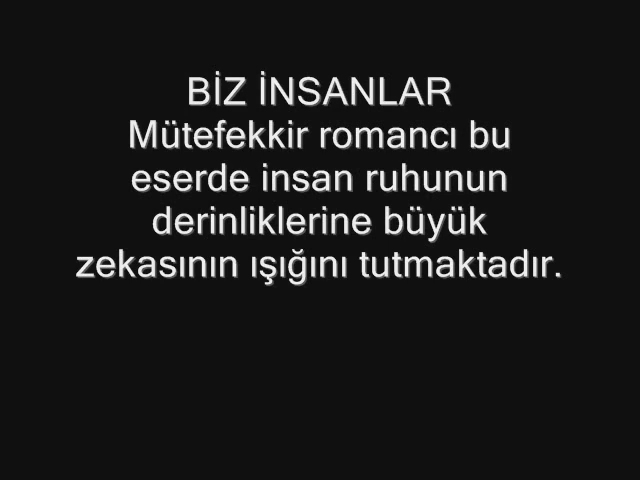 BİZ İNSANLAR
Mütefekkir romancı bu
eserde insan ruhunun
derinliklerine büyük
zekasının ışığını tutmaktadır.